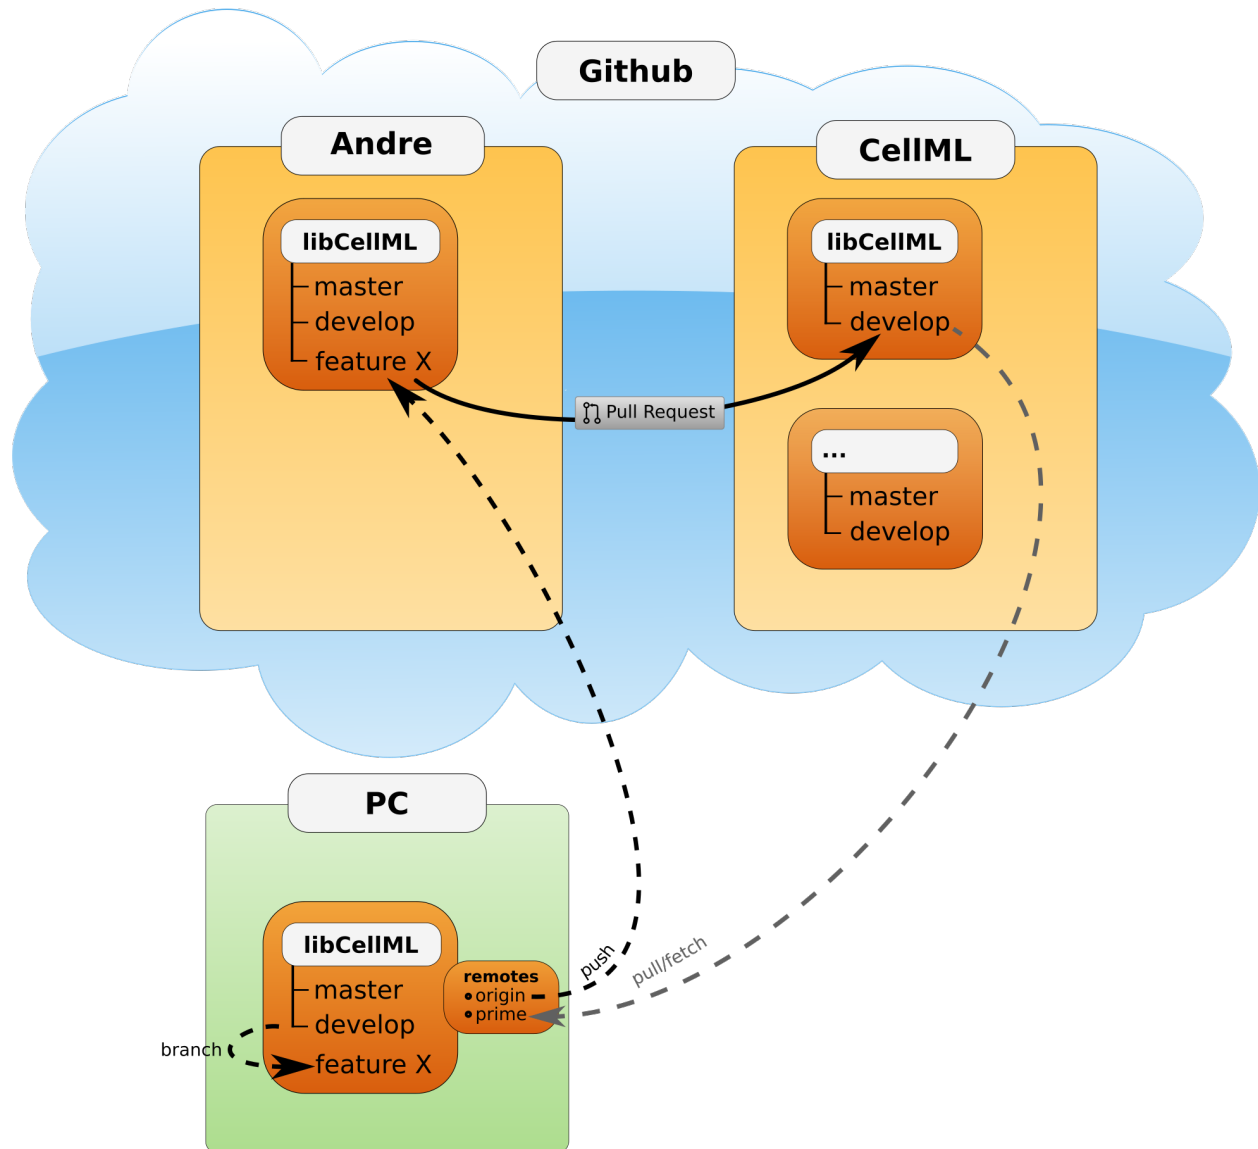 Github
Andre
libCellML
master
develop
feature X
CellML
libCellML
master
develop
Pull Request
...
master
develop
PC
libCellML
master
develop
feature X
branch
remotes
origin
prime
push
pull/fetch